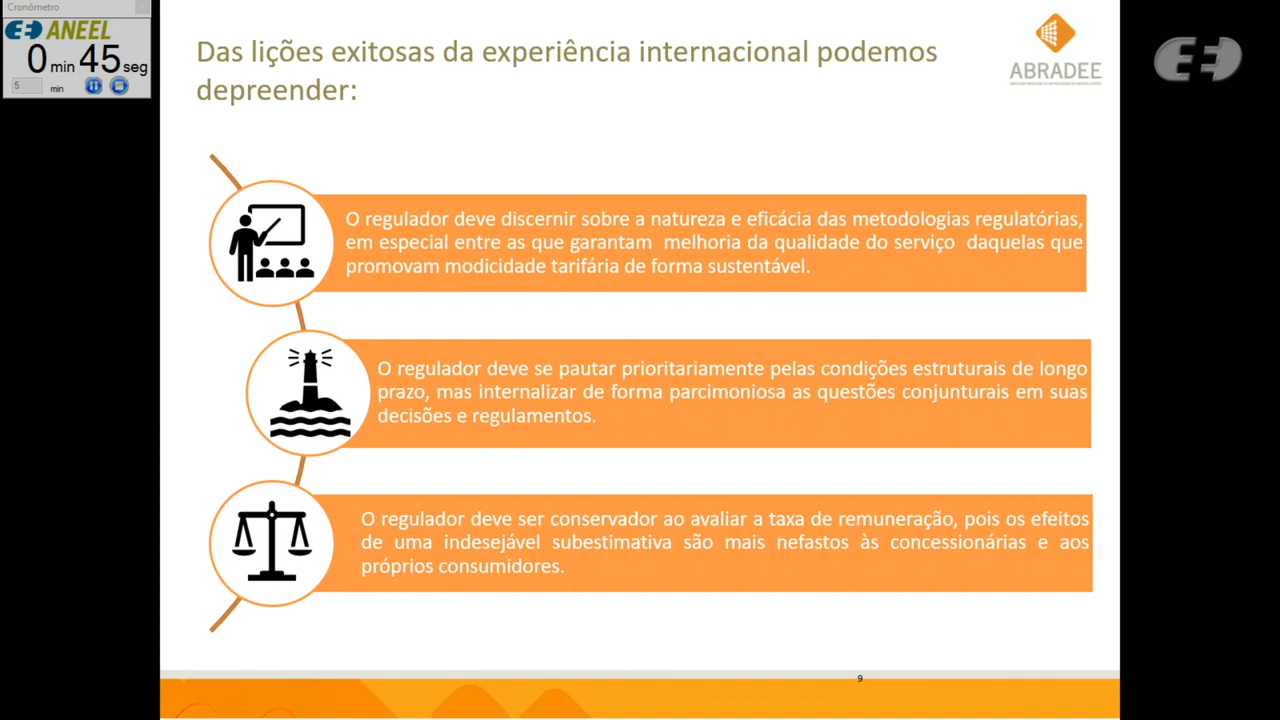 Cronômetro
ANEEL
0 min 45 seg
5 min
Das lições exitosas da experiência internacional podemos
depreender:
ABRADEE
O regulador deve discernir sobre a natureza e eficácia das metodologias regulatórias,
em especial entre as que garantam melhoria da qualidade do serviço daquelas que
promovam modicidade tarifária de forma sustentável.
O regulador deve se pautar prioritariamente pelas condições estruturais de longo
prazo, mas internalizar de forma parcimoniosa as questões conjunturais em suas
decisões e regulamentos.
O regulador deve ser conservador ao avaliar a taxa de remuneração, pois os efeitos
de uma indesejável subestimativa são mais nefastos às concessionárias e aos
próprios consumidores.
9